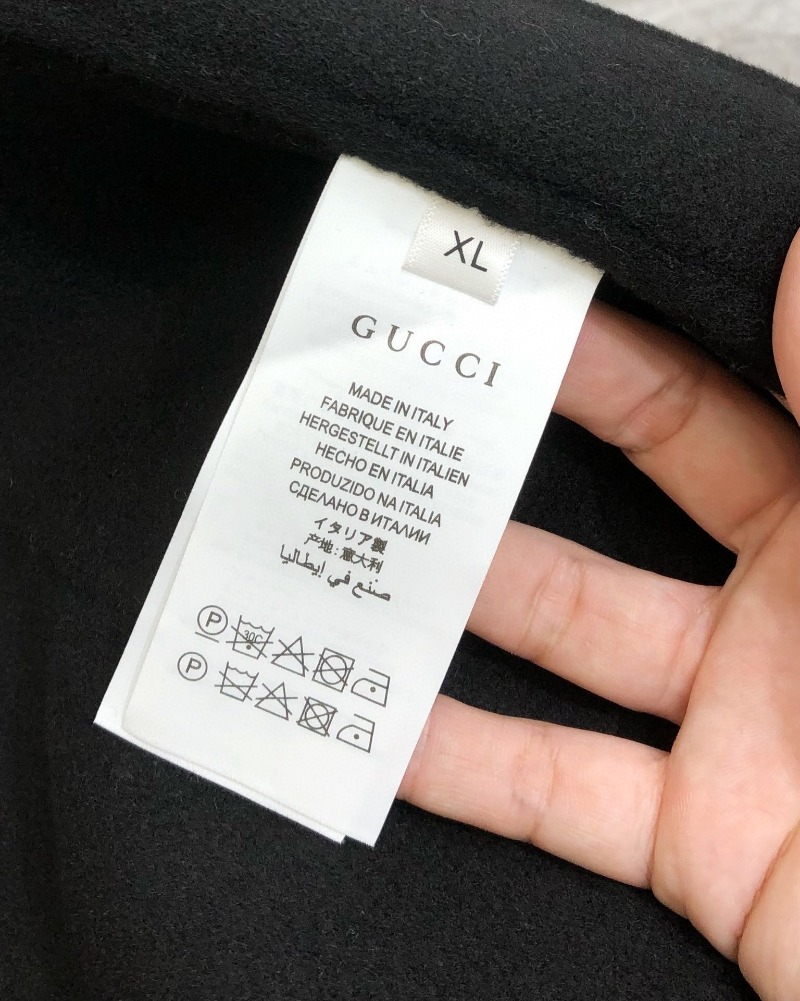 XL
GUCCI
MADE IN ITALY
FABRIQUE EN ITALIE
HERGESTELLT IN ITALIEN
HECHO EN ITALIA
PRODUZIDO NA ITALIA
СДЕЛАНО В ИТАЛИИ
イタリア製
产地:意大利
صنع في إيطاليا
P 30C
P